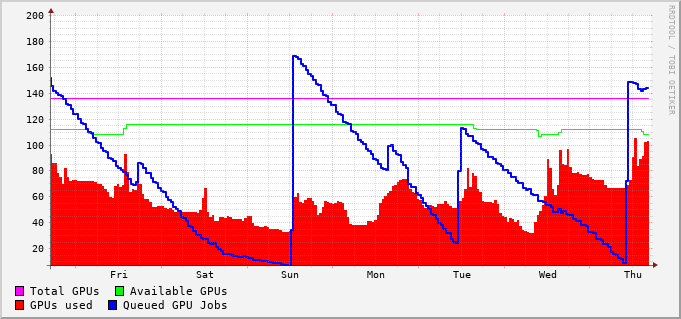 200
180
160
140
120
100
80
60
40
20
Fri Sat Sun Mon Tue Wed Thu
Total GPUs Available GPUs
GPUs used Queued GPU Jobs
RRDTOOL / TOBI OETIKER